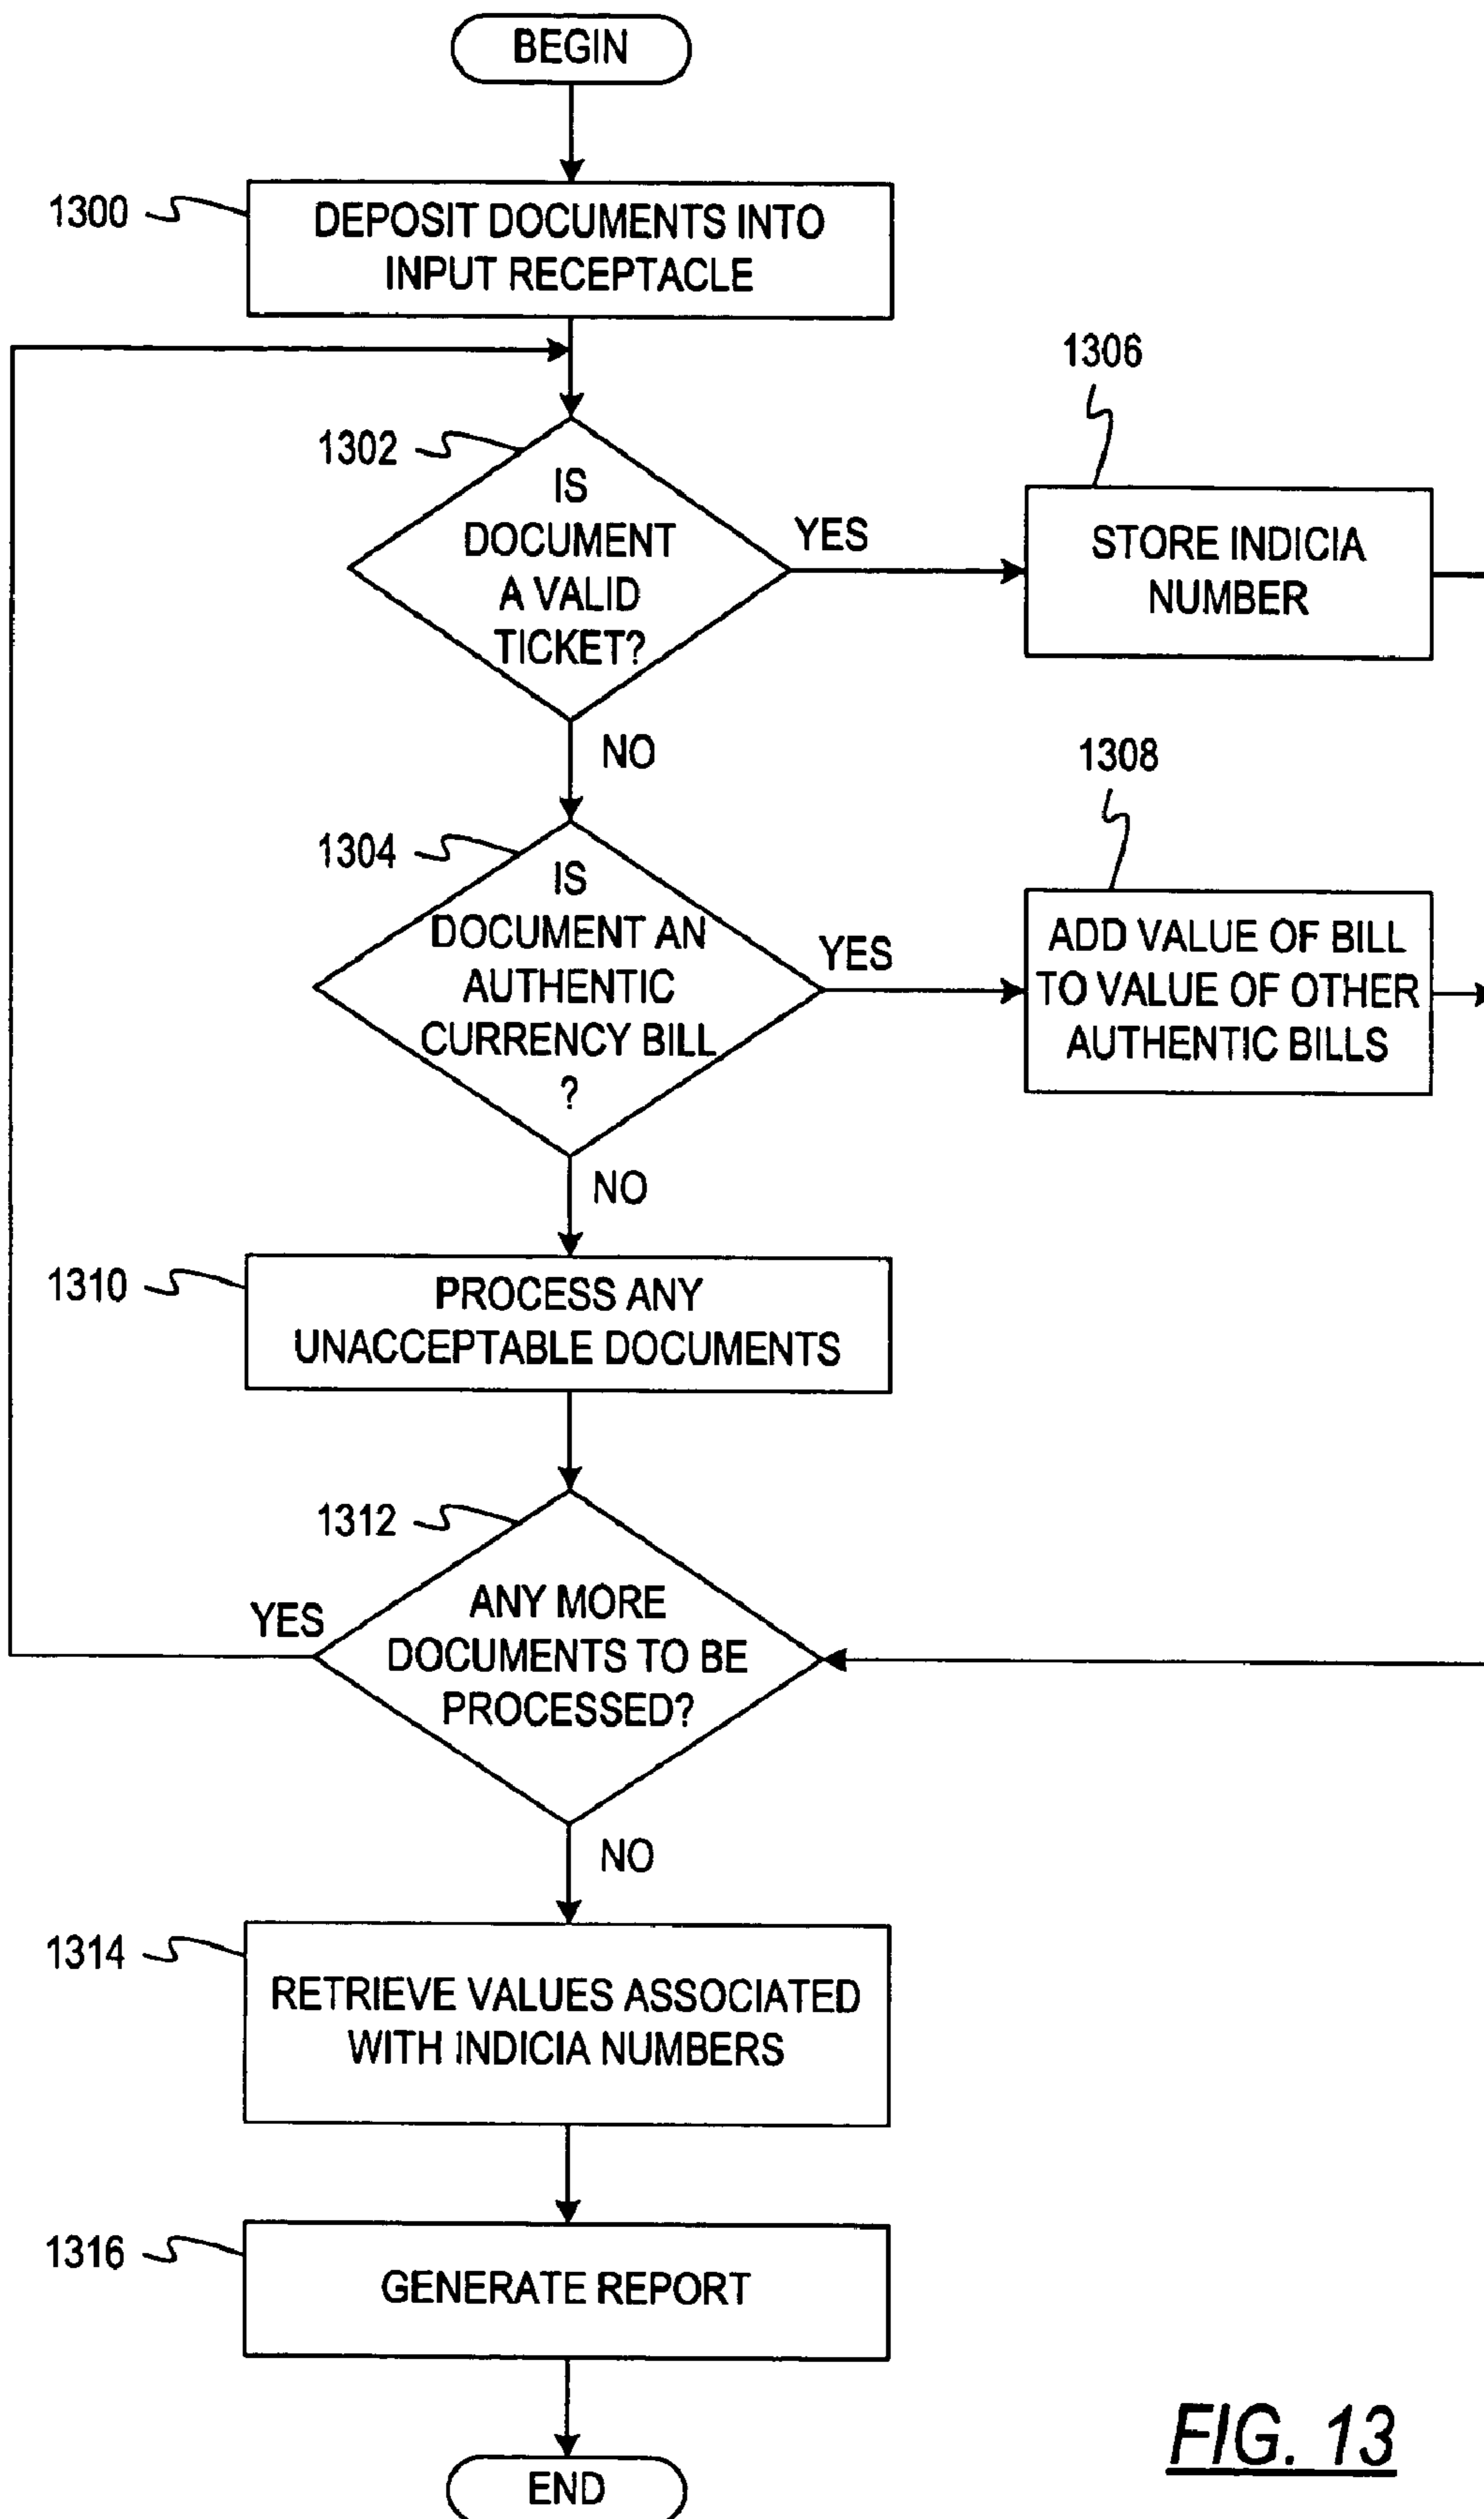 BEGIN
1300
DEPOSIT DOCUMENTS INTO
INPUT RECEPTACLE
1302
IS
DOCUMENT
A VALID
TICKET?
YES
1306
STORE INDICIA
NUMBER
NO
1304
IS
DOCUMENT AN
AUTHENTIC
CURRENCY BILL
?
YES
1308
ADD VALUE OF BILL
TO VALUE OF OTHER
AUTHENTIC BILLS
NO
1310
PROCESS ANY
UNACCEPTABLE DOCUMENTS
1312
ANY MORE
DOCUMENTS TO BE
PROCESSED?
YES
NO
1314
RETRIEVE VALUES ASSOCIATED
WITH INDICIA NUMBERS
1316
GENERATE REPORT
END
FIG. 13